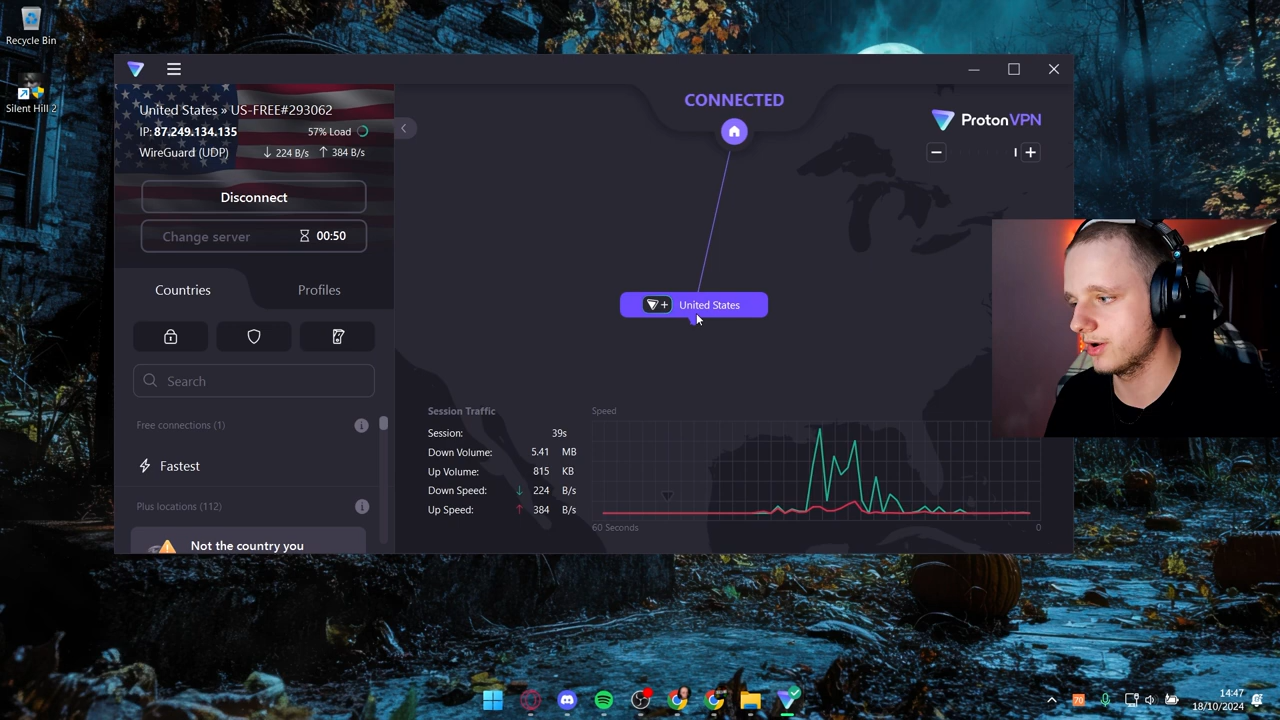 Recycle Bin
Silent Hill 2
United States » US-FREE#293062
IP: 87.249.134.135
57% Load
WireGuard (UDP)
↓ 224 B/s ↑ 384 B/s
Disconnect
Change server 00:50
Countries
Profiles
Search
Free connections (1)
Fastest
Plus locations (112)
Not the country you
CONNECTED
ProtonVPN
United States
Session Traffic
Session: 39s
Down Volume: 5.41 MB
Up Volume: 815 KB
Down Speed: ↓ 224 B/s
Up Speed: ↑ 384 B/s
Speed
60 Seconds
0
70
14:47
18/10/2024